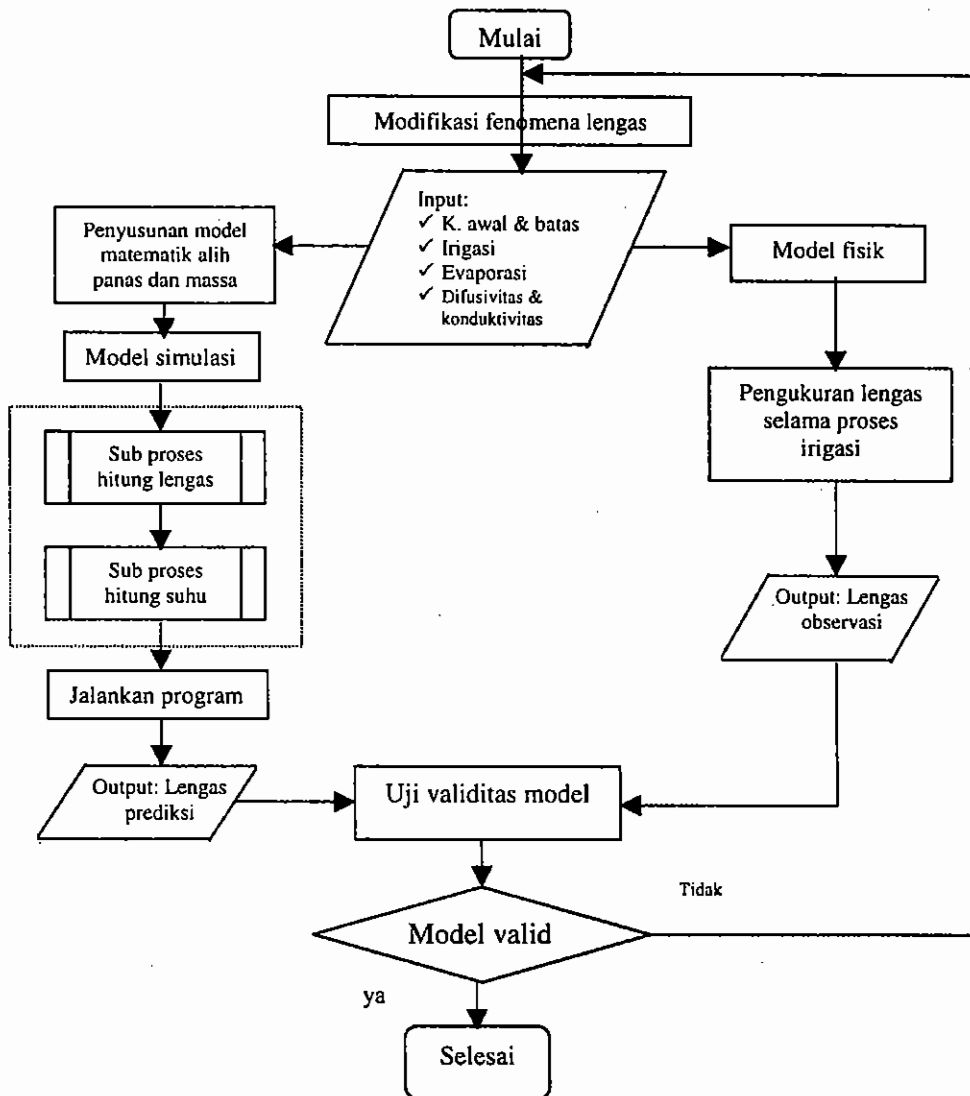 Mulai
Modifikasi fenomena lengas
Input:
✓ K. awal & batas
✓ Irigasi
✓ Evaporasi
✓ Difusivitas &
konduktivitas
Penyusunan model
matematik alih
panas dan massa
Model fisik
Model simulasi
Pengukuran lengas
selama proses
irigasi
Sub proses
hitung lengas
Sub proses
hitung suhu
Output: Lengas
observasi
Jalankan program
Output: Lengas
prediksi
Uji validitas model
Tidak
Model valid
ya
Selesai